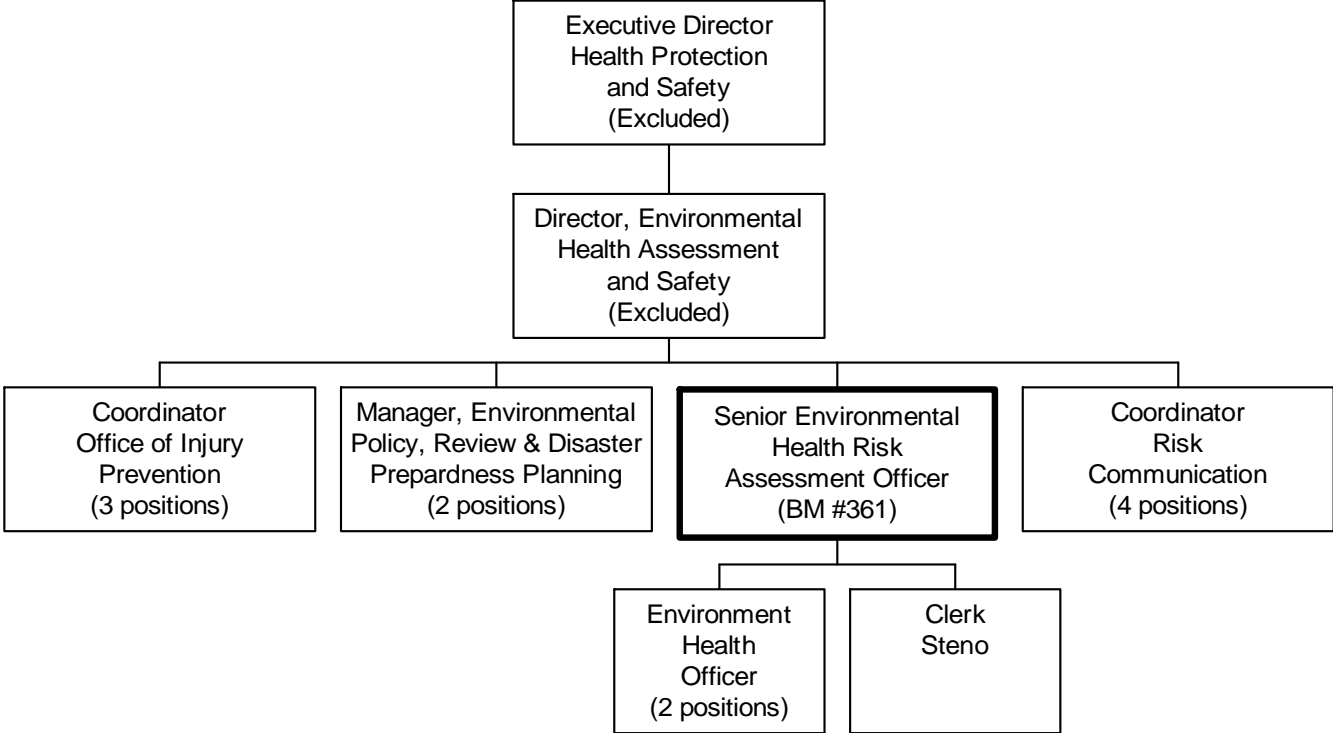 Executive Director
Health Protection
and Safety
(Excluded)
Director, Environmental
Health Assessment
and Safety
(Excluded)
Coordinator
Office of Injury
Prevention
(3 positions)
Manager, Environmental
Policy, Review & Disaster
Prepardness Planning
(2 positions)
Senior Environmental
Health Risk
Assessment Officer
(BM #361)
Coordinator
Risk
Communication
(4 positions)
Environment
Health
Officer
(2 positions)
Clerk
Steno